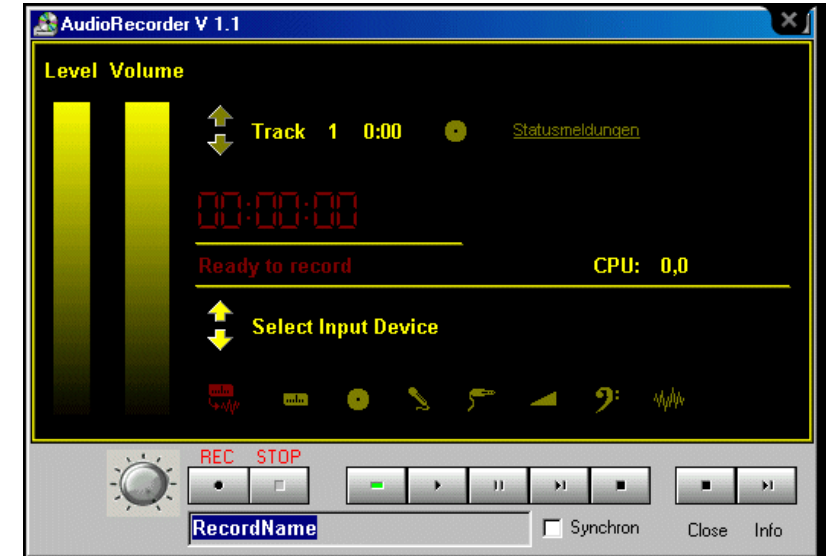 AudioRecorder V 1.1
Level Volume
Track 1 0:00
Statusmeldungen
00:00:00
Ready to record
CPU: 0,0
Select Input Device
REC STOP
RecordName
Synchron
Close Info